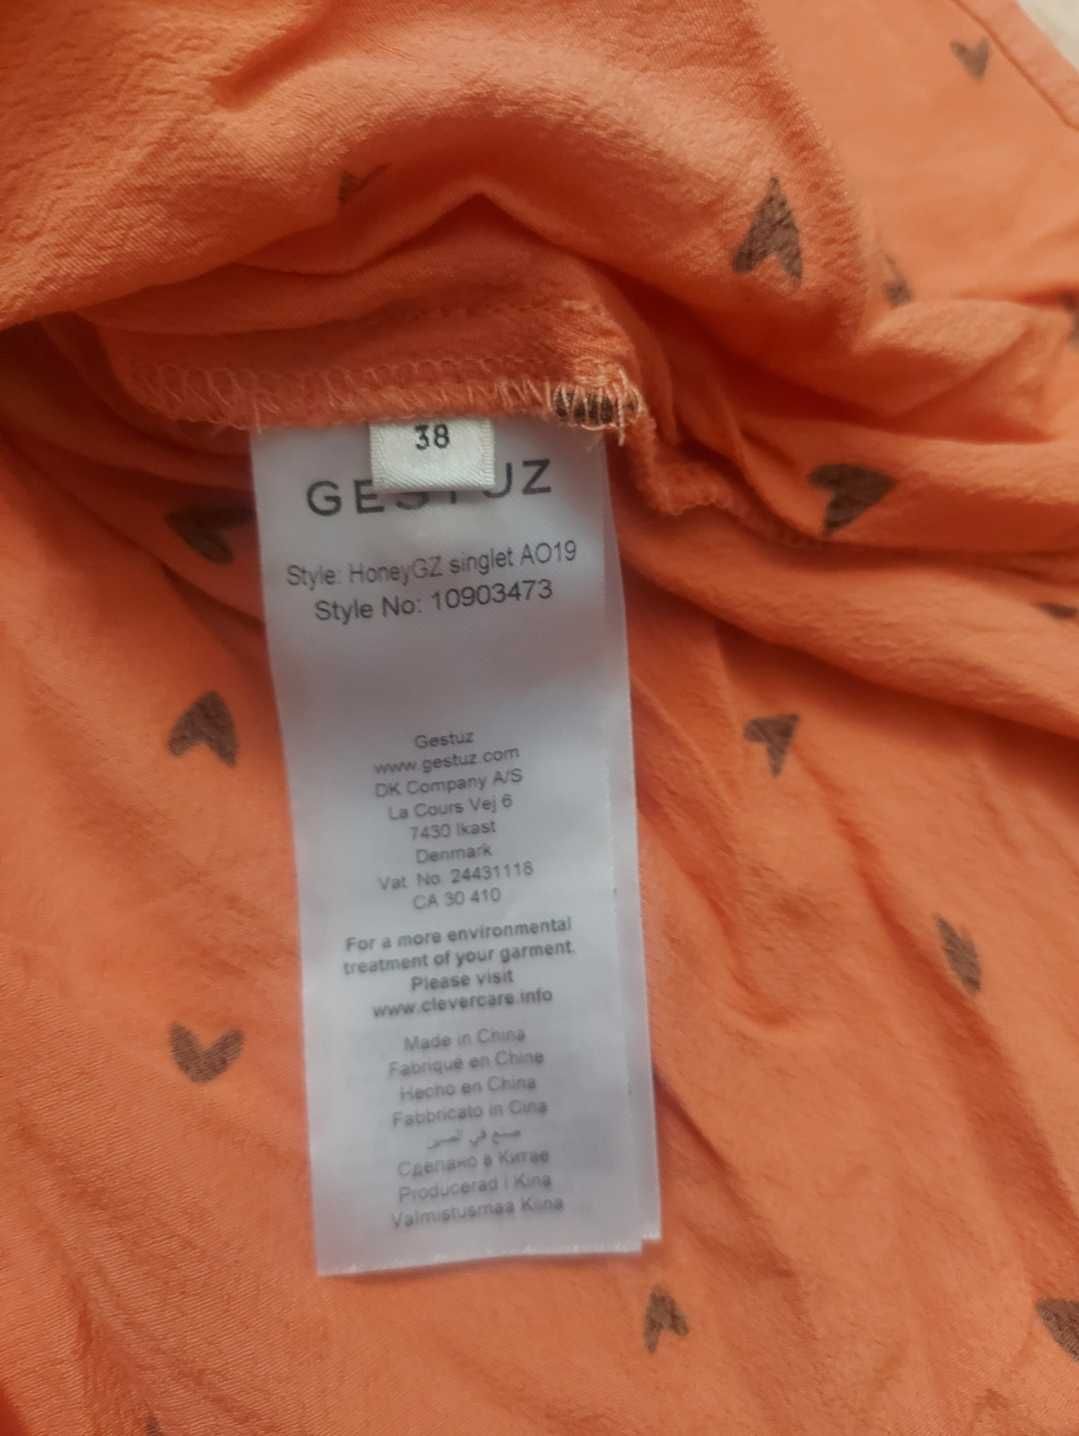 38
GESTUZ
Style: HoneyGZ singlet AO19
Style No: 10903473
Gestuz
www.gestuz.com
DK Company A/S
La Cours Vej 6
7430 Ikast
Denmark
Vat. No. 24431118
CA 30 410
For a more environmental
treatment of your garment.
Please visit
www.clevercare.info
Made in China
Fabriqué en Chine
Hecho en China
Fabbricato in Cina
صنع في الصين
Сделано в Китае
Producerad i Kina
Valmistusmaa Kiina